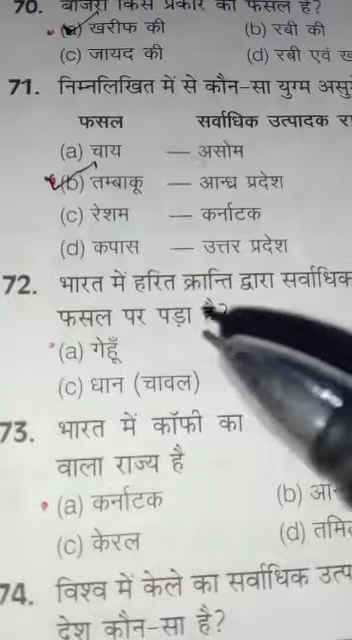 70. बाजरा किस प्रकार की फसल है?
(a) खरीफ की (b) रबी की
(c) जायद की (d) रबी एवं
71. निम्नलिखित में से कौन-सा युग्म
फसल सर्वाधिक उत्पादक
(a) चाय — असोम
(b) तम्बाकू — आन्ध्र प्रदेश
(c) रेशम — कर्नाटक
(d) कपास — उत्तर प्रदेश
72. भारत में हरित क्रान्ति द्वारा सर्वाधिक
फसल पर पड़ा है?
(a) गेहूँ
(c) धान (चावल)
73. भारत में कॉफी का
वाला राज्य है
(a) कर्नाटक (b)
(c) केरल (d)
74. विश्व में केले का सर्वाधिक
देश कौन-सा है?